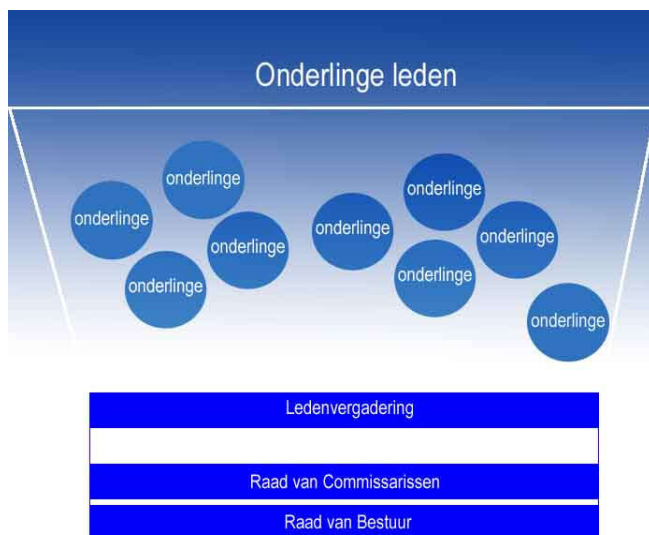 Onderlinge leden
onderlinge
onderlinge
onderlinge
onderlinge
onderlinge
onderlinge
onderlinge
onderlinge
onderlinge
Ledenvergadering
Raad van Commissarissen
Raad van Bestuur